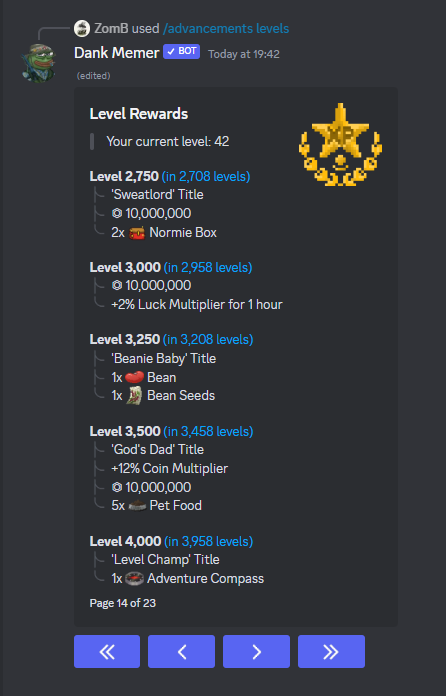 ZomB used /advancements levels
Dank Memer ✓ BOT Today at 19:42
(edited)
Level Rewards
XP
Your current level: 42
Level 2,750 (in 2,708 levels)
'Sweatlord' Title
10,000,000
2x Normie Box
Level 3,000 (in 2,958 levels)
10,000,000
+2% Luck Multiplier for 1 hour
Level 3,250 (in 3,208 levels)
'Beanie Baby' Title
1x Bean
1x Bean Seeds
Level 3,500 (in 3,458 levels)
'God's Dad' Title
+12% Coin Multiplier
10,000,000
5x Pet Food
Level 4,000 (in 3,958 levels)
'Level Champ' Title
1x Adventure Compass
Page 14 of 23